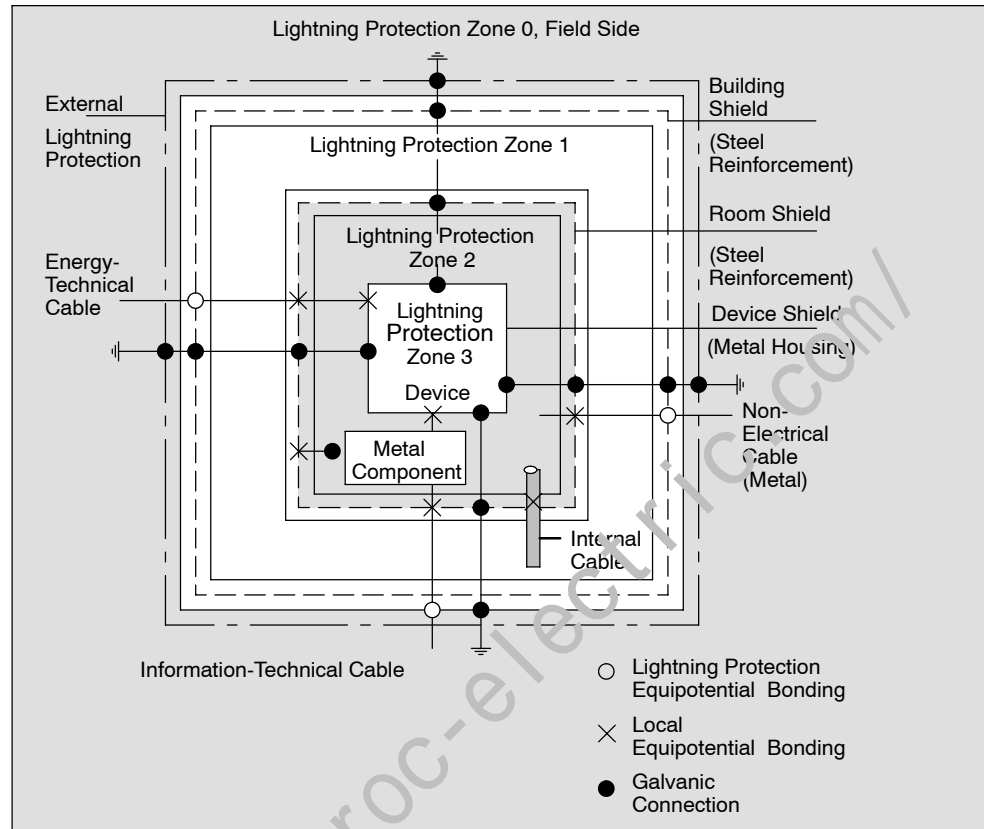 Lightning Protection Zone 0, Field Side
External
Lightning
Protection
Building
Shield
(Steel
Reinforcement)
Lightning Protection Zone 1
Room Shield
(Steel
Reinforcement)
Lightning Protection
Zone 2
Energy-
Technical
Cable
Device Shield
(Metal Housing)
Lightning
Protection
Zone 3
Device
Non-
Electrical
Cable
(Metal)
Metal
Component
Internal
Cable
Information-Technical Cable
Lightning Protection
Equipotential Bonding
Local
Equipotential Bonding
Galvanic
Connection
roc-electric.com/